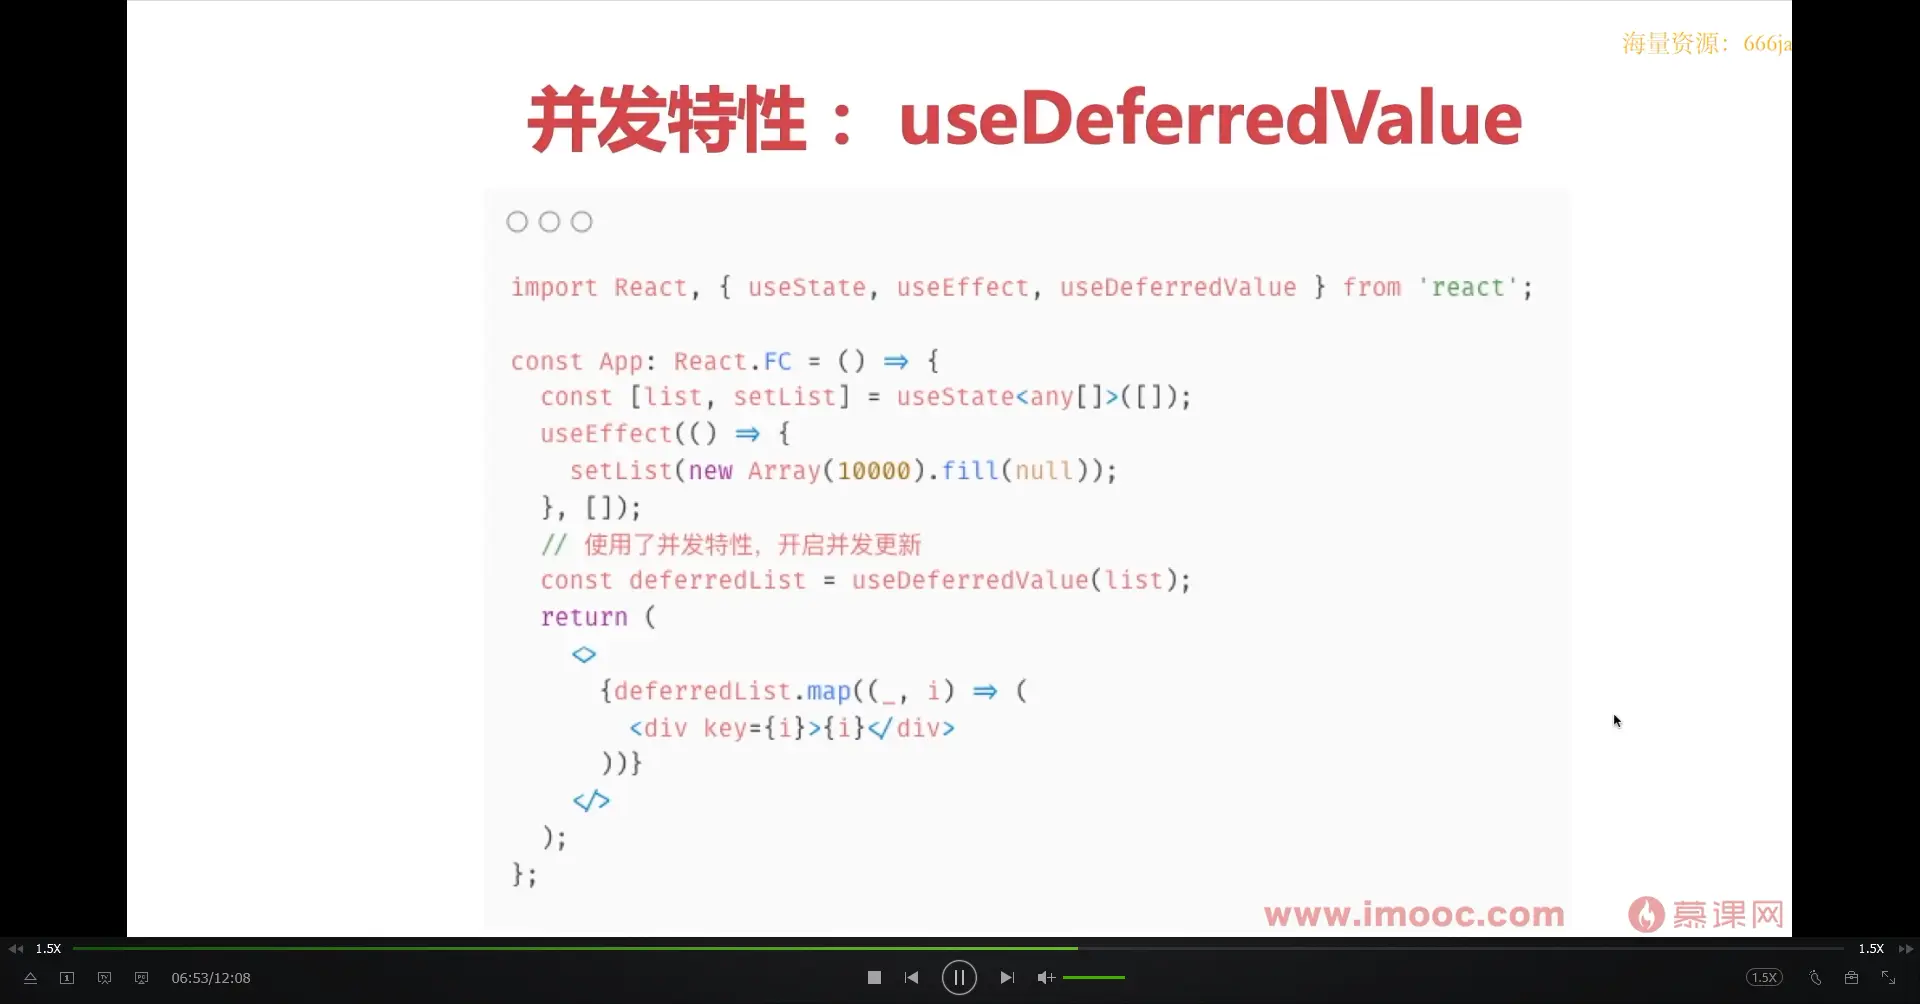 海量资源：666ja
并发特性：useDeferredValue
import React, { useState, useEffect, useDeferredValue } from 'react';
const App: React.FC = () => {
  const [list, setList] = useState<any[]>([]);
  useEffect(() => {
    setList(new Array(10000).fill(null));
  }, []);
  // 使用了并发特性，开启并发更新
  const deferredList = useDeferredValue(list);
  return (
    <>
      {deferredList.map((_, i) => (
        <div key={i}>{i}</div>
      ))}
    </>
  );
};
www.imooc.com 慕课网
1.5X 1.5X
06:53/12:08 1.5X